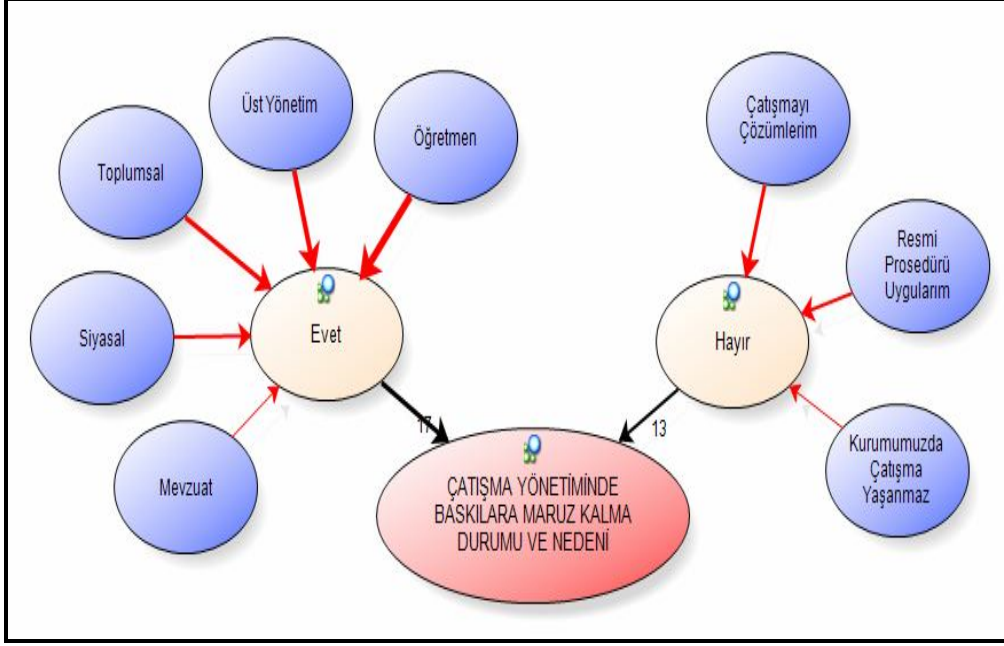 Üst Yönetim
Öğretmen
Toplumsal
Siyasal
Mevzuat
Evet
Çatışmayı
Çözümlerim
Resmi
Prosedürü
Uygularım
Hayır
Kurumumuzda
Çatışma
Yaşanmaz
17
13
ÇATIŞMA YÖNETİMİNDE
BASKILARA MARUZ KALMA
DURUMU VE NEDENİ